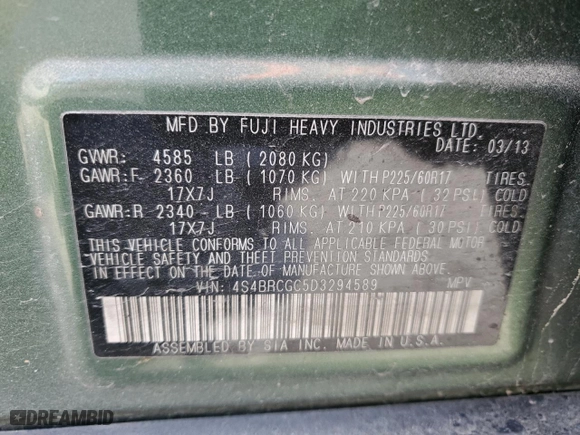 MFD BY FUJI HEAVY INDUSTRIES LTD.
DATE: 03/13
GVWR: 4585 LB ( 2080 KG)
GAWR:F- 2360 LB ( 1070 KG) WITH P225/60R17 TIRES
17X7J RIMS. AT 220 KPA ( 32 PSI) COLD
GAWR:R 2340 - LB ( 1060 KG) WITH P225/60R17 TIRES
17X7J RIMS. AT 210 KPA ( 30 PSI) COLD
THIS VEHICLE CONFORMS TO ALL APPLICABLE FEDERAL MOTOR
VEHICLE SAFETY AND THEFT PREVENTION STANDARDS
IN EFFECT ON THE DATE OF MANUFACTURE SHOWN ABOVE.
VIN: 4S4BRCGC5D3294589 MPV
ASSEMBLED BY SIA INC. MADE IN U.S.A.
DREAMBID